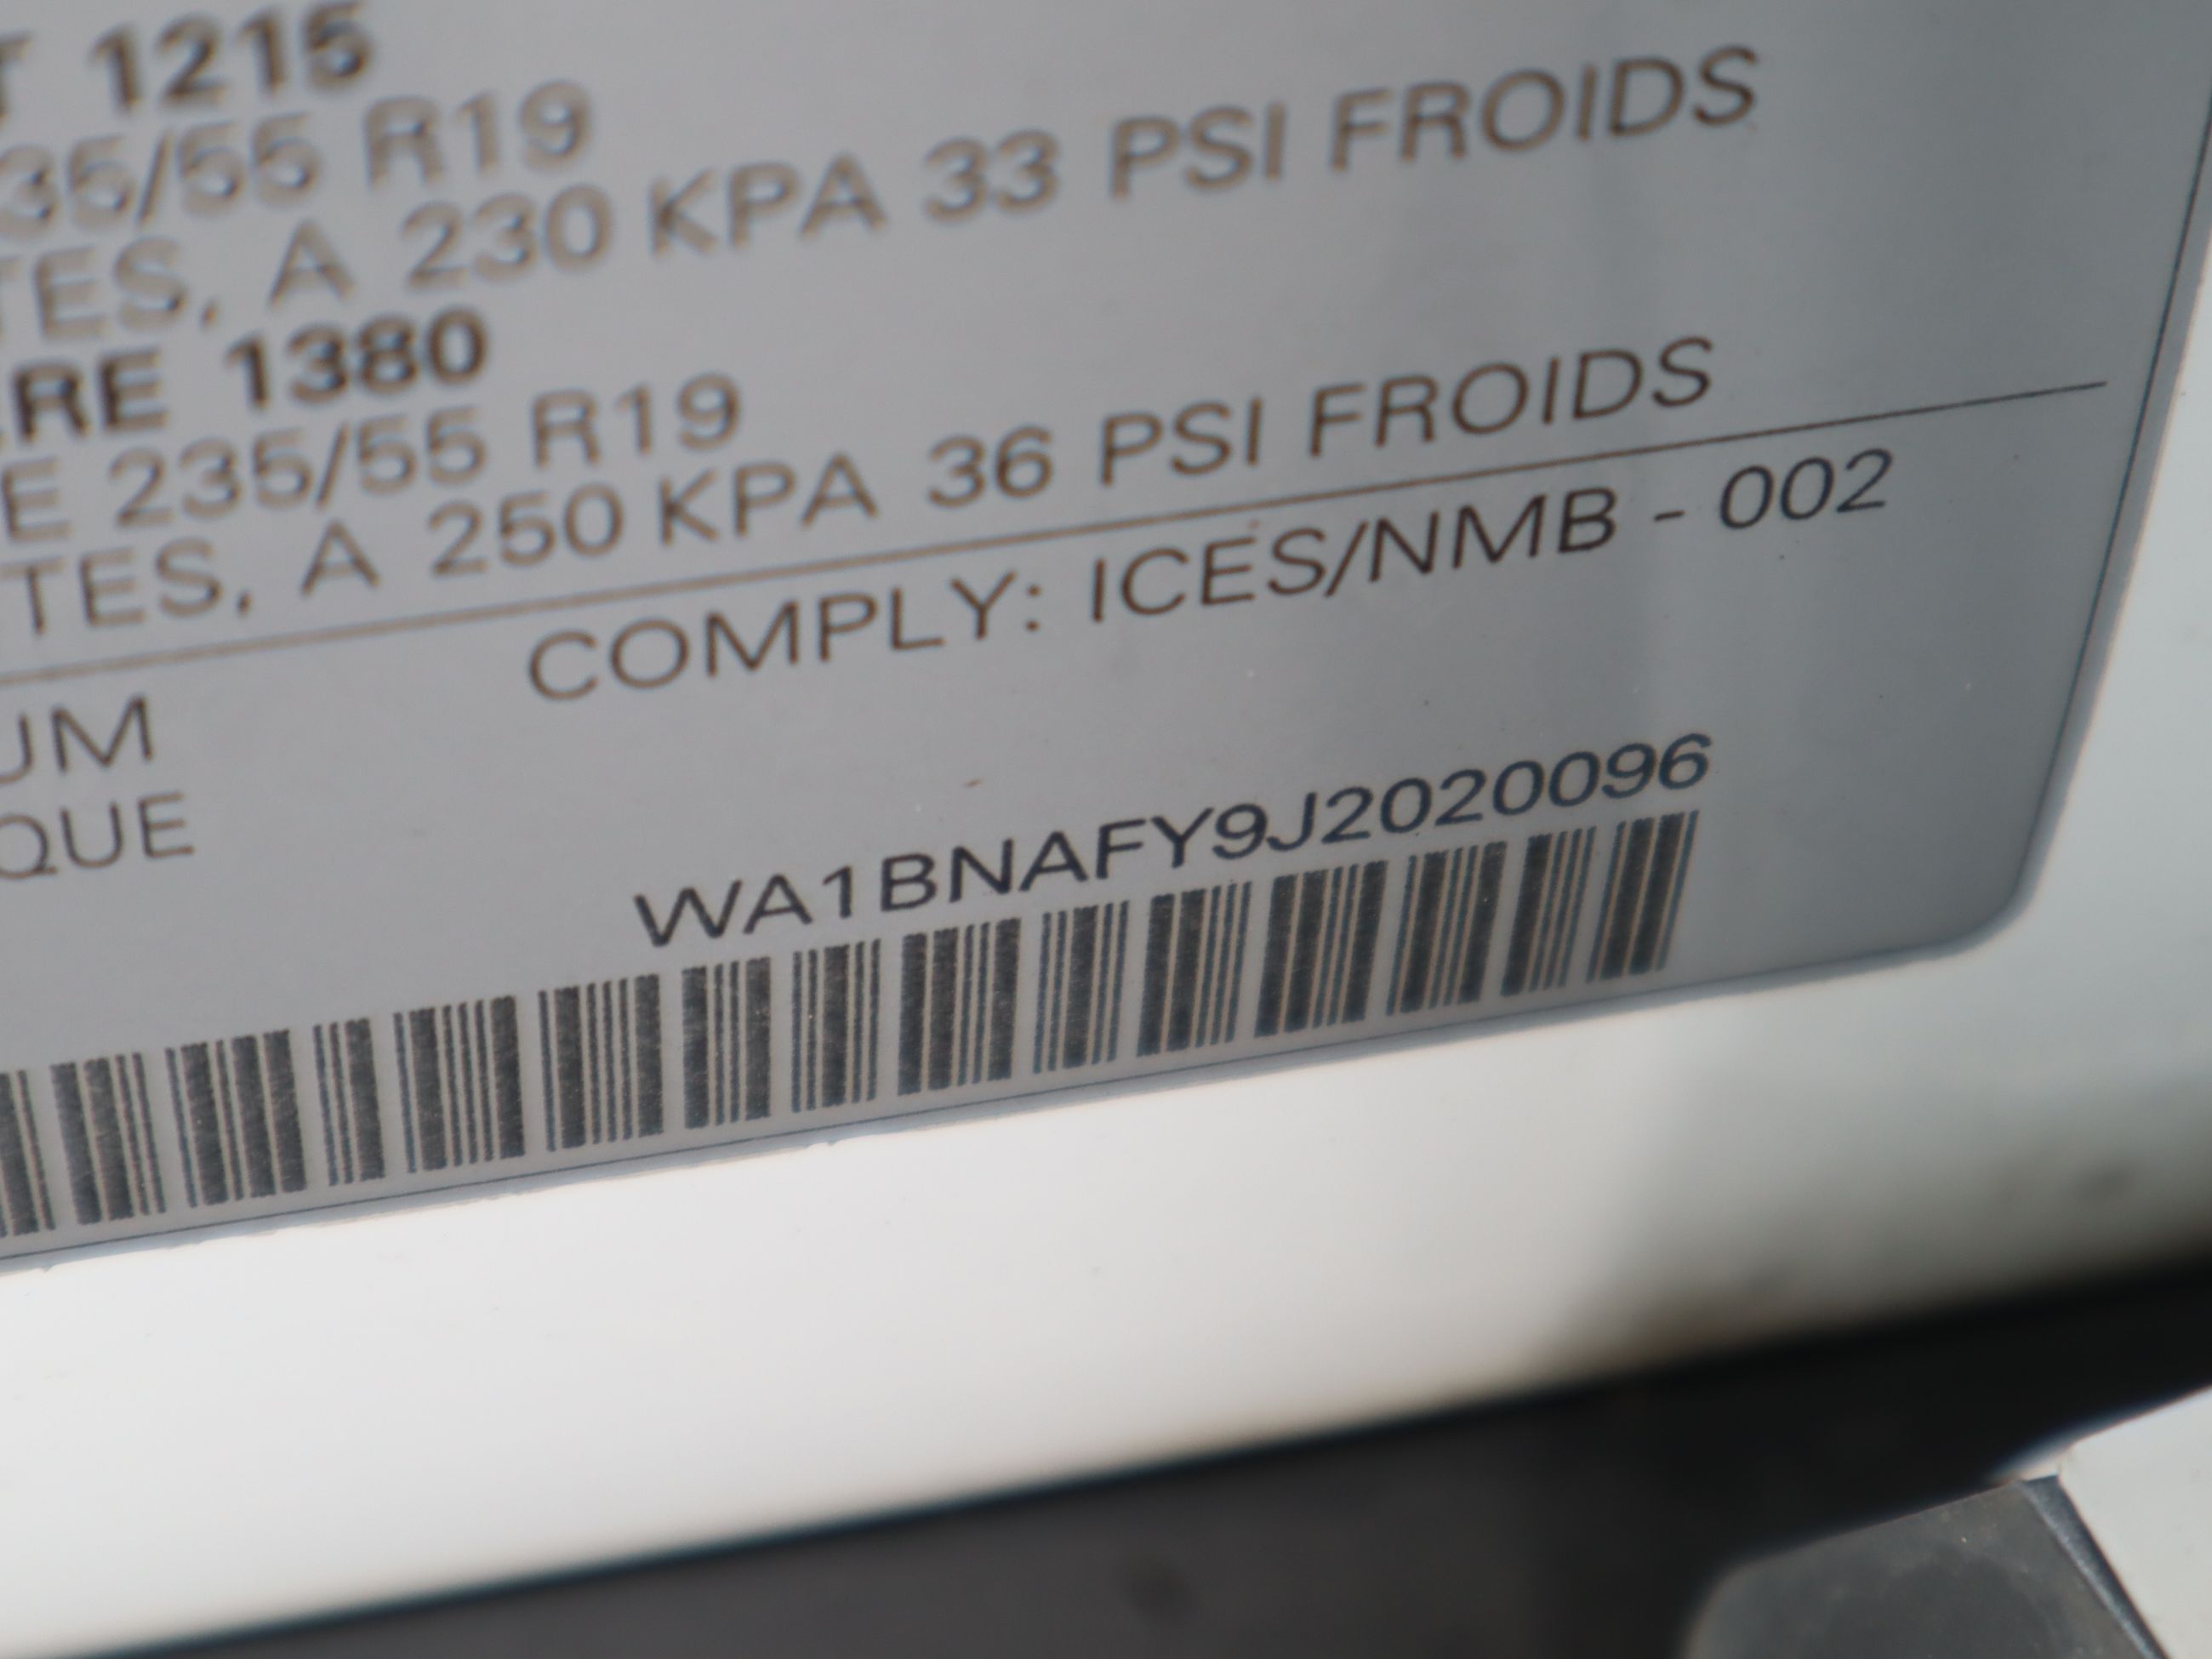 T 1215
35/55 R19
TES, A 230 KPA 33 PSI FROIDS
RE 1380
E 235/55 R19
TES, A 250 KPA 36 PSI FROIDS
COMPLY: ICES/NMB - 002
UM
QUE
WA1BNAFY9J2020096